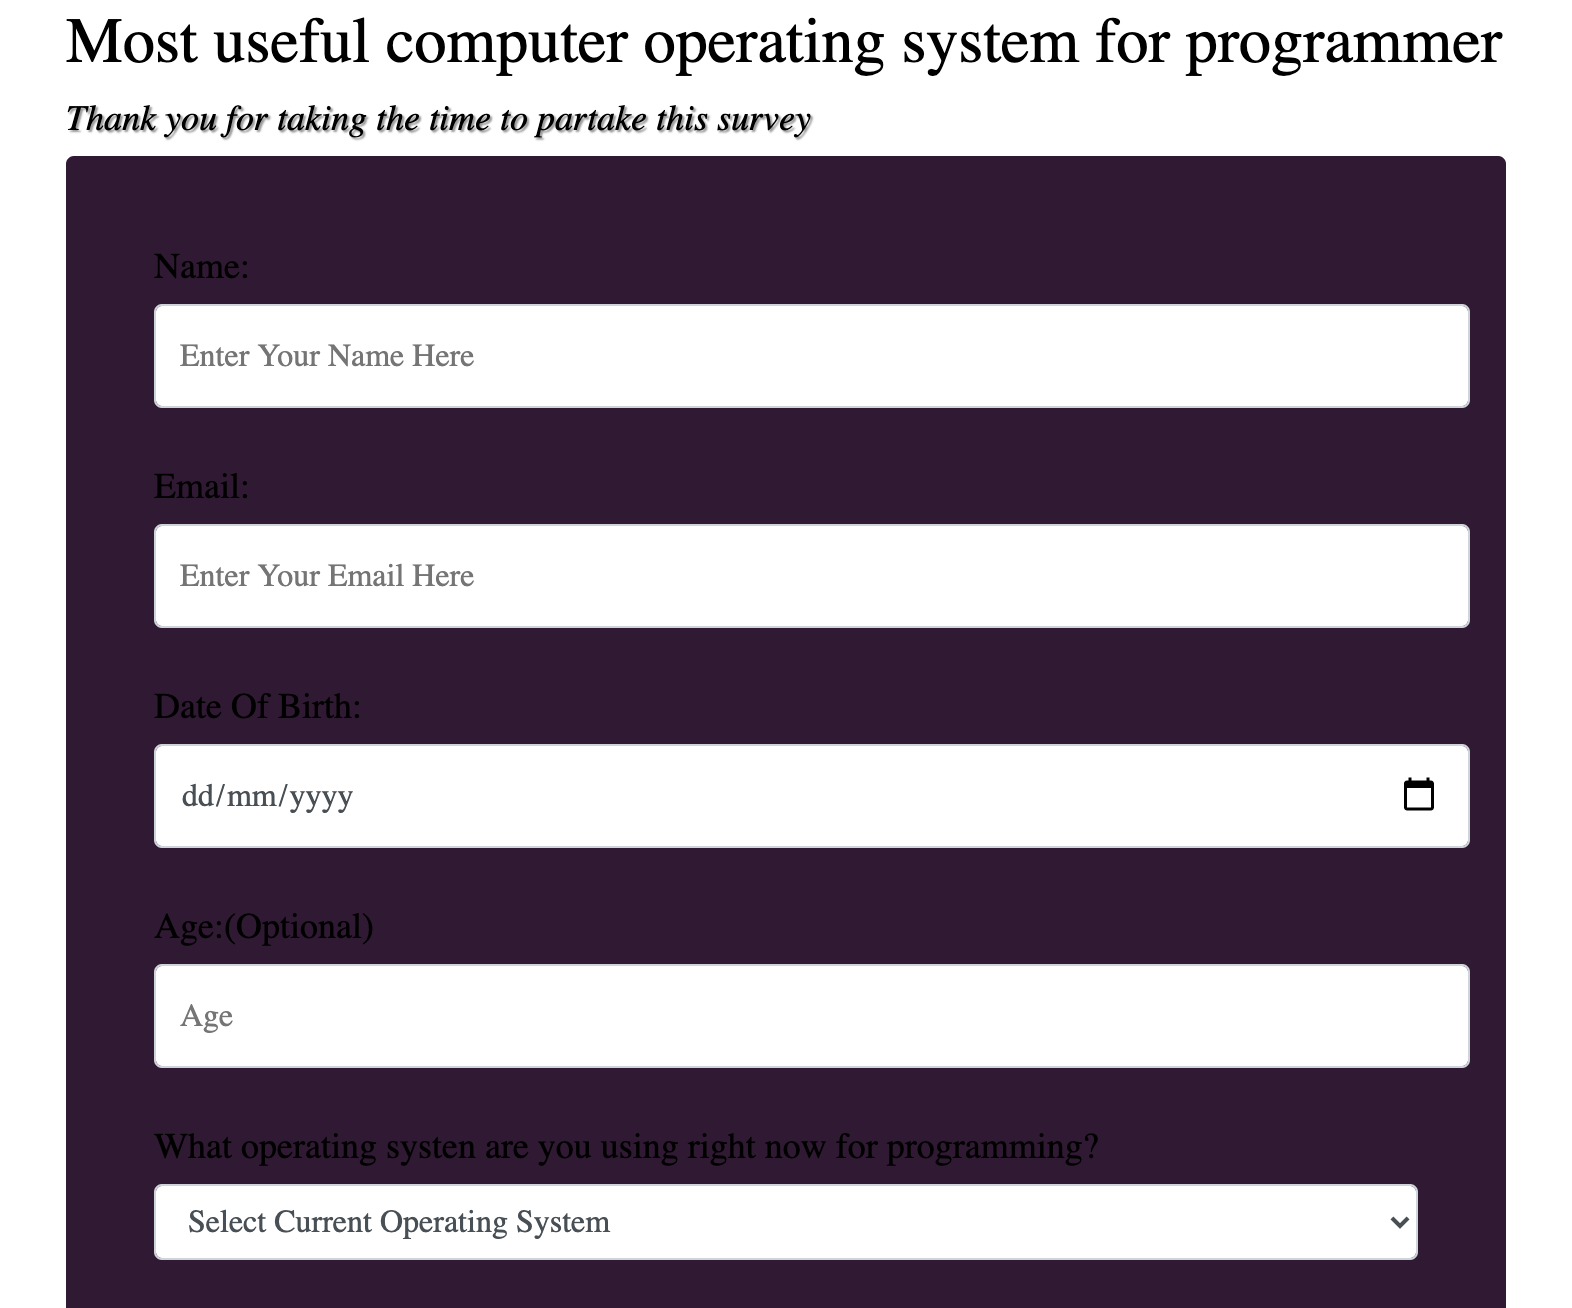 Most useful computer operating system for programmer
Thank you for taking the time to partake this survey
Name:
Enter Your Name Here
Email:
Enter Your Email Here
Date Of Birth:
dd/mm/yyyy
Age:(Optional)
Age
What operating systen are you using right now for programming?
Select Current Operating System